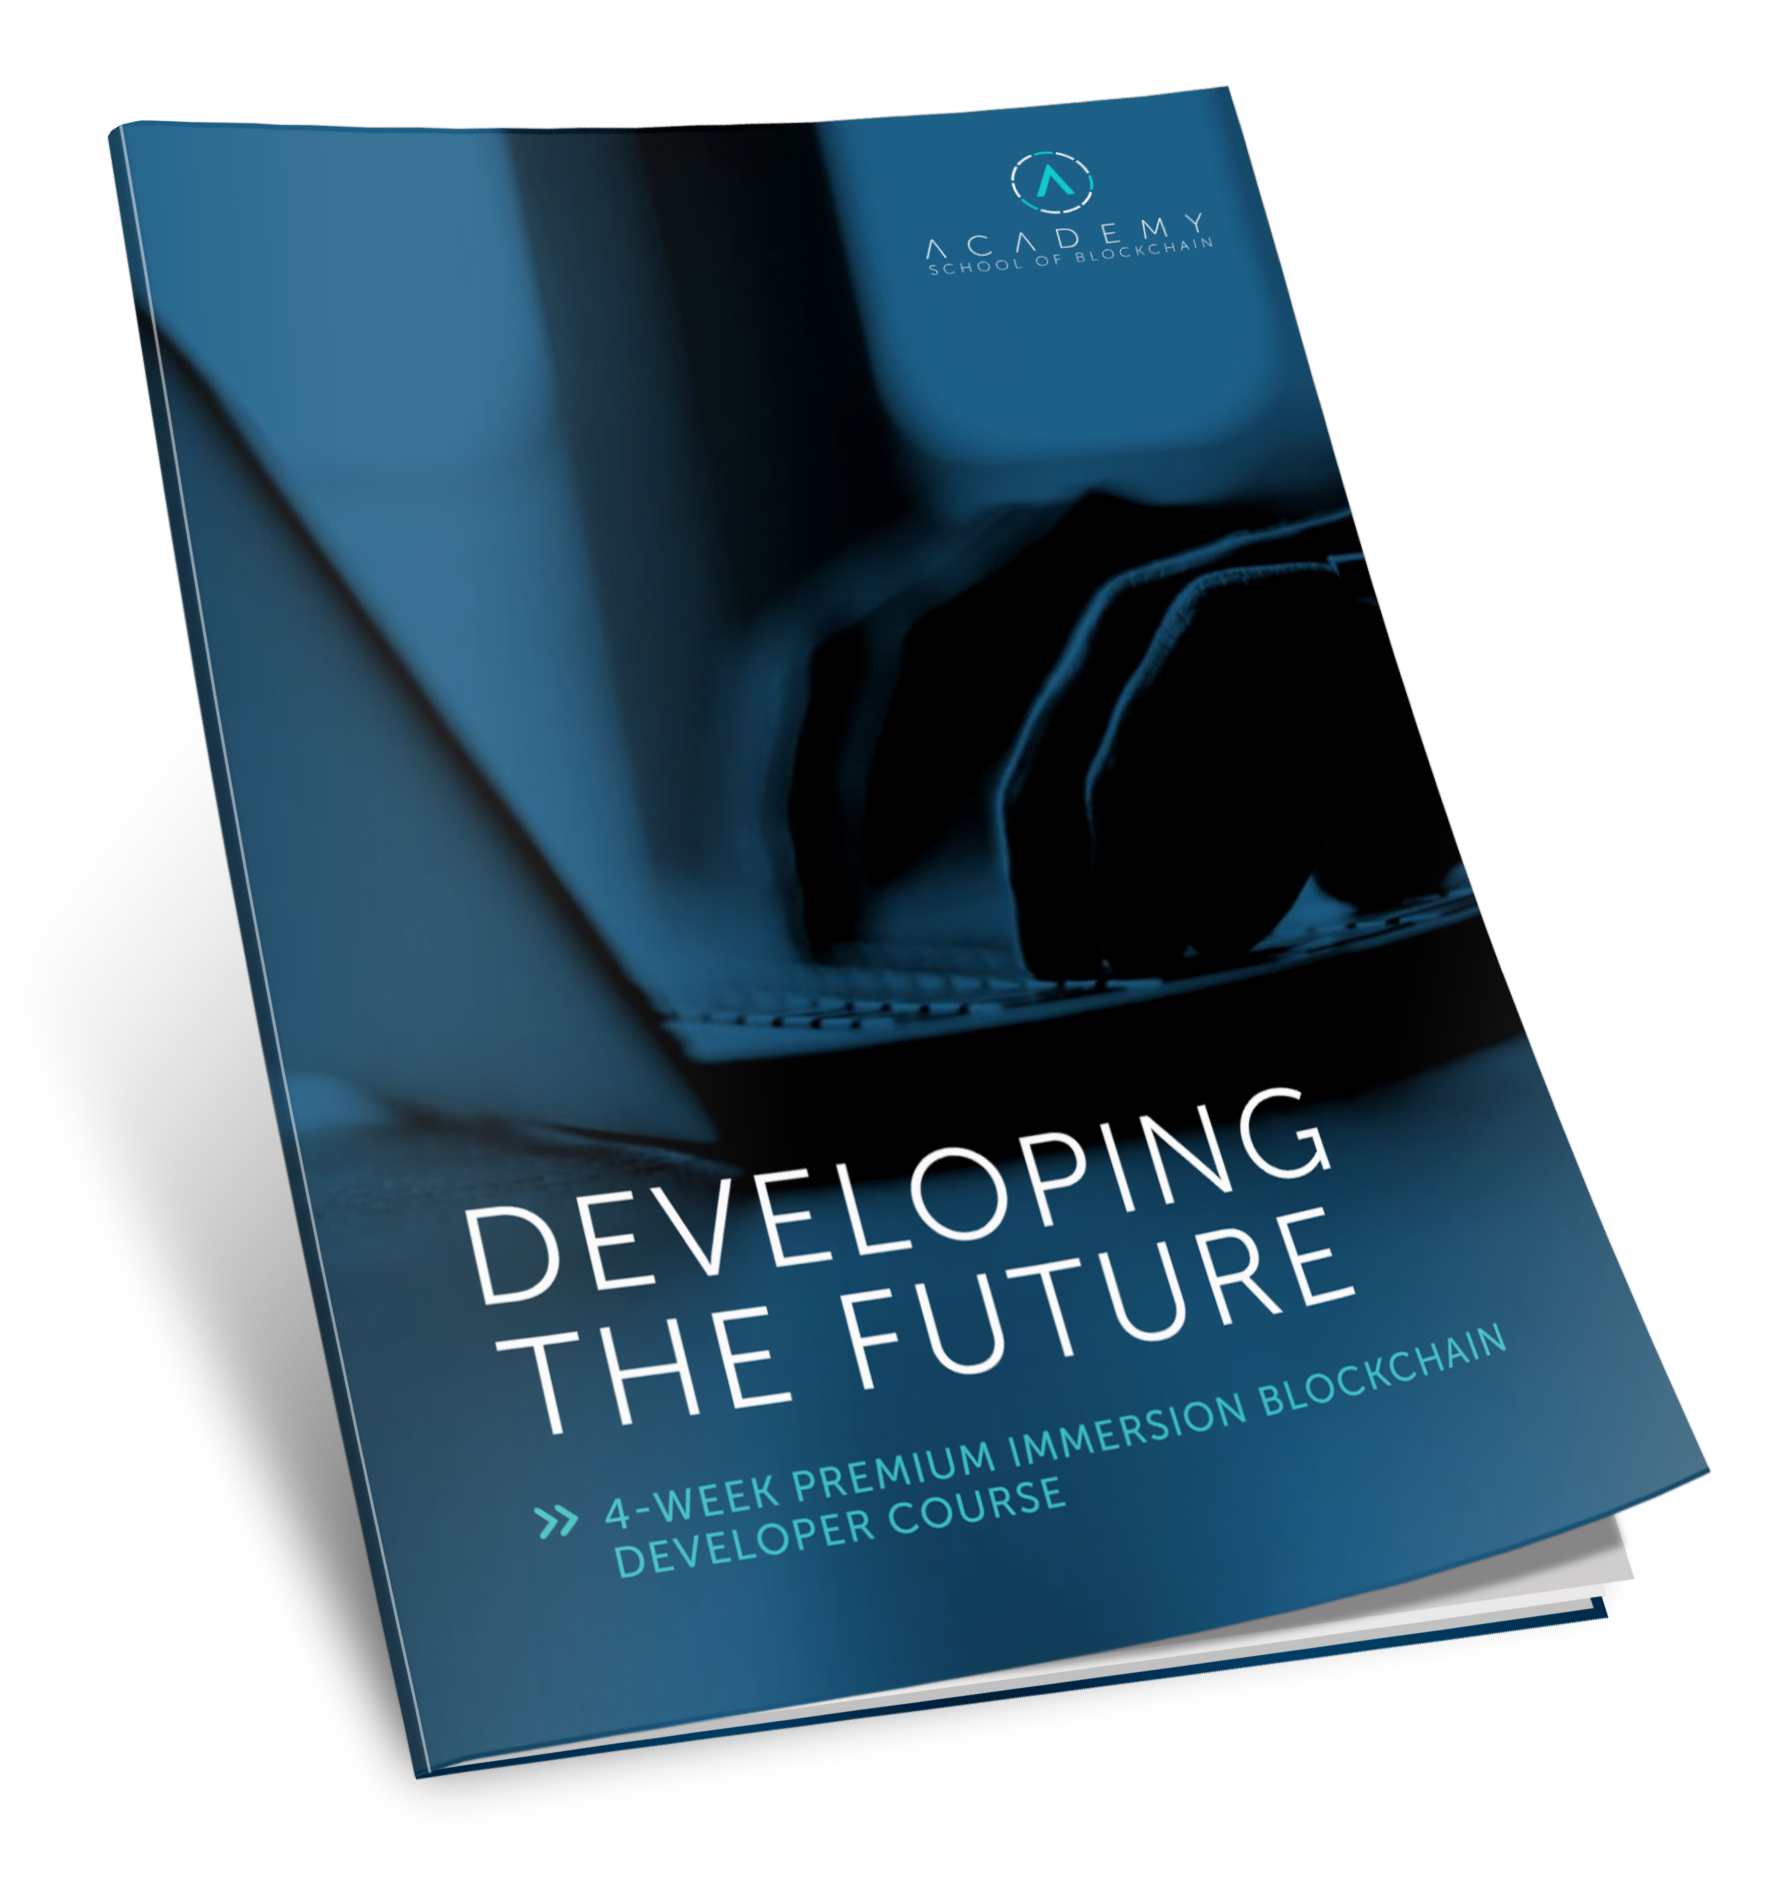 ACADEMY
SCHOOL OF BLOCKCHAIN
DEVELOPING
THE FUTURE
» 4-WEEK PREMIUM IMMERSION BLOCKCHAIN
DEVELOPER COURSE